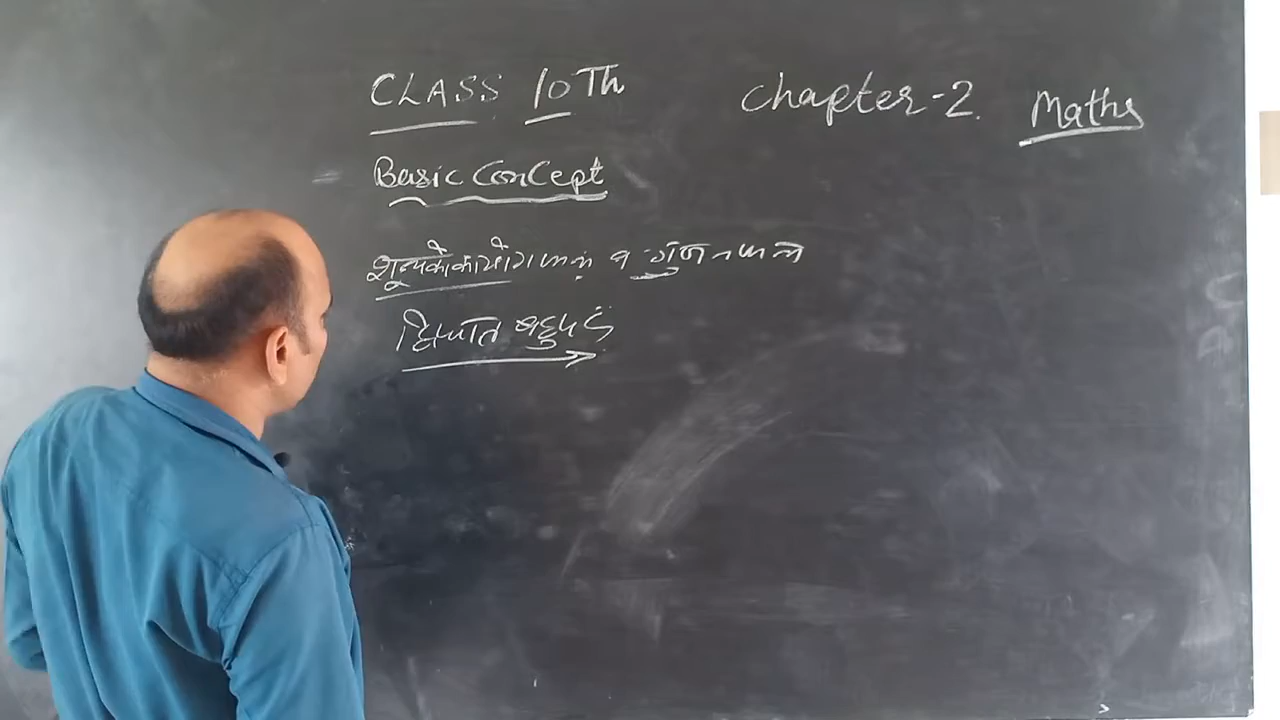 CLASS 10Th Chapter-2. Maths
Basic Concept
शून्यकों का योगफल व गुणनफल
द्विघात बहुपद